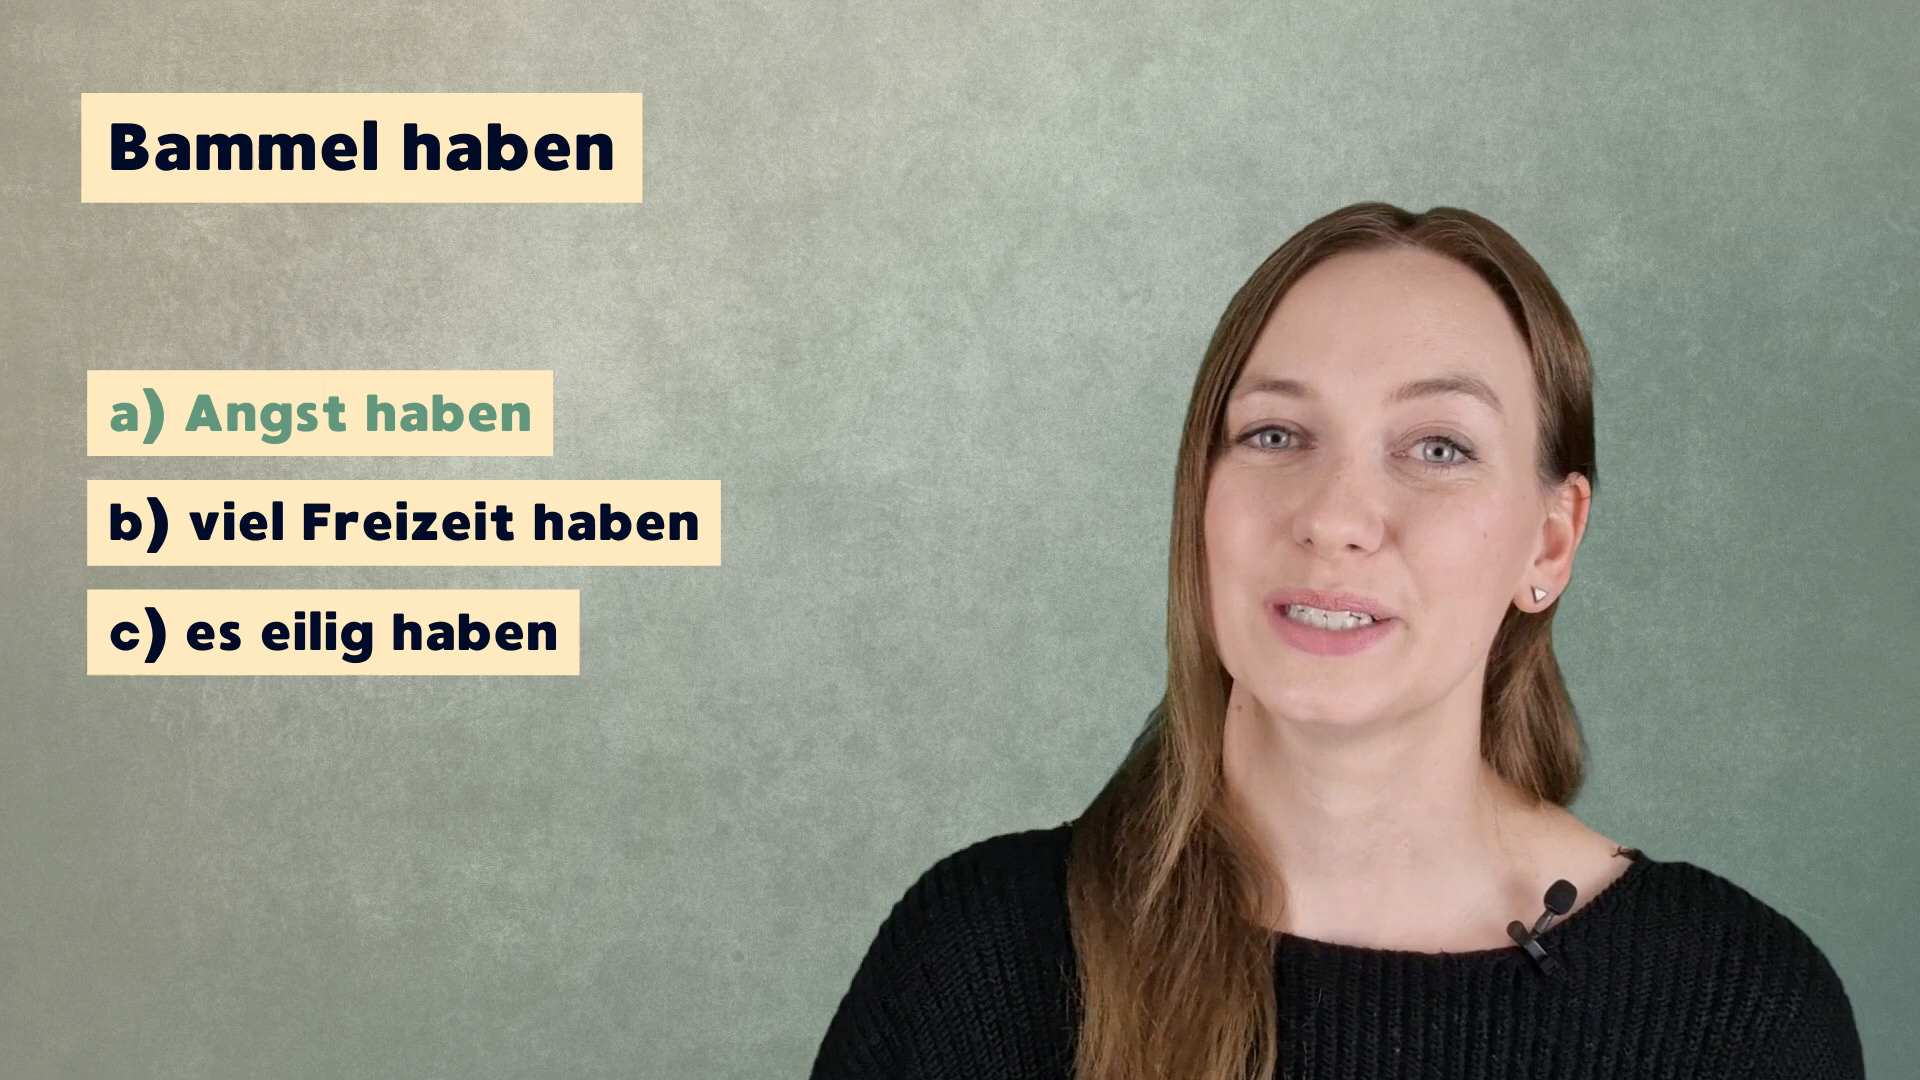 Bammel haben
a) Angst haben
b) viel Freizeit haben
c) es eilig haben